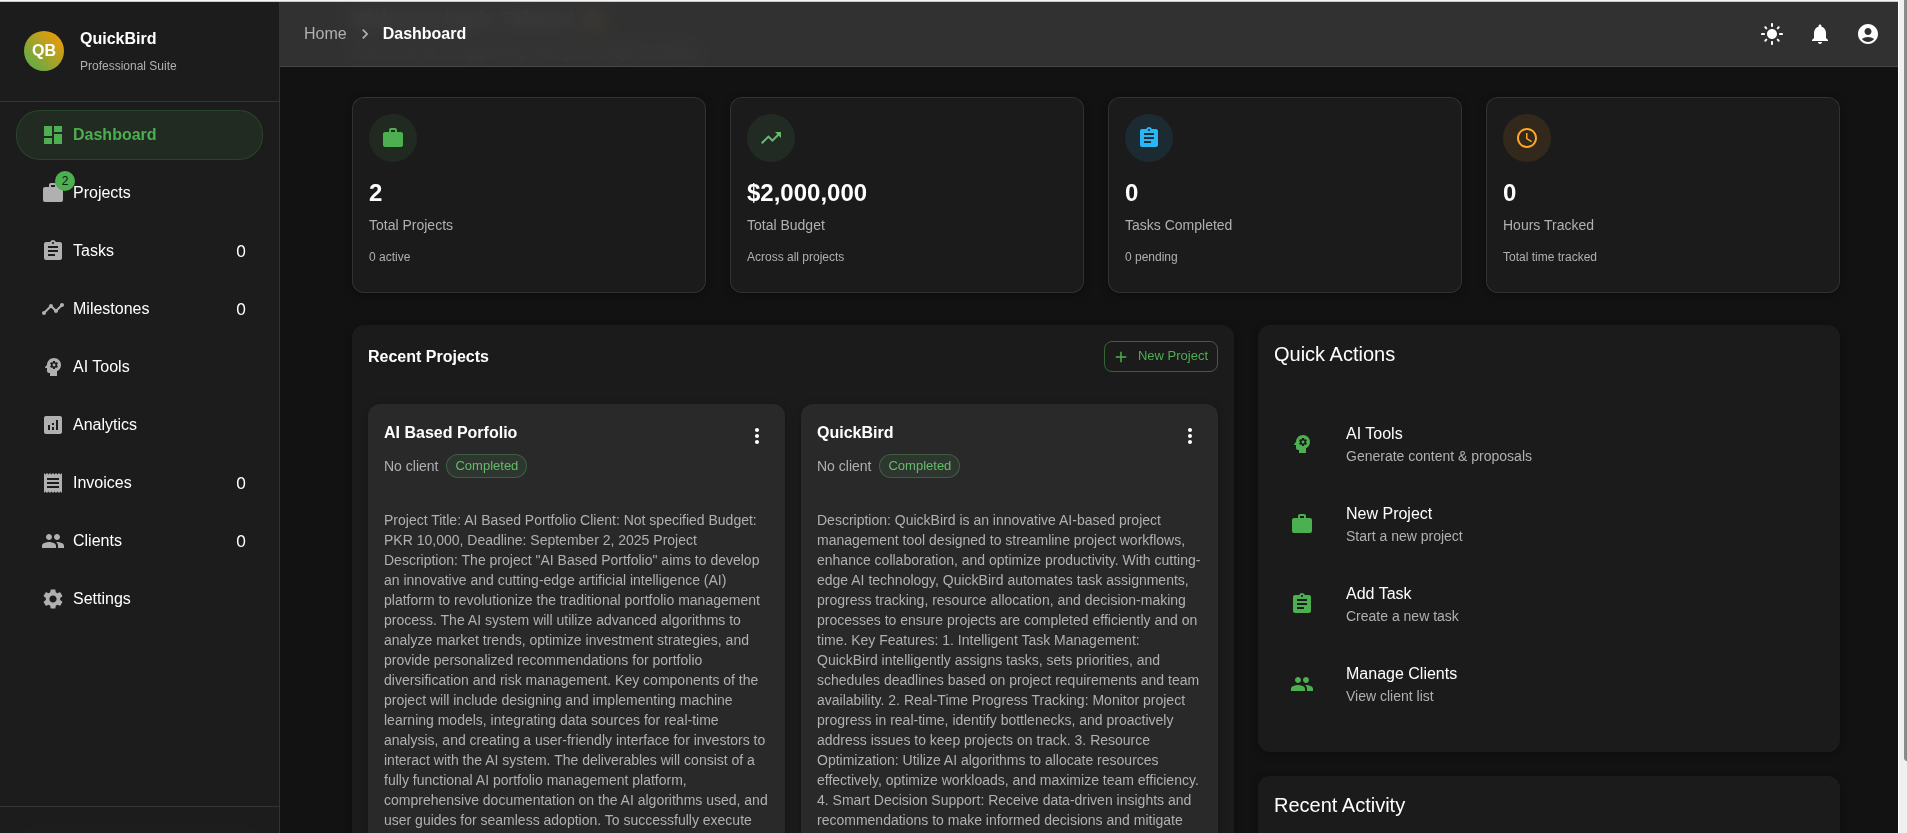 QB
QuickBird
Professional Suite
Dashboard
2
Projects
Tasks 0
Milestones 0
AI Tools
Analytics
Invoices 0
Clients 0
Settings
Home > Dashboard
2
Total Projects
0 active
$2,000,000
Total Budget
Across all projects
0
Tasks Completed
0 pending
0
Hours Tracked
Total time tracked
Recent Projects
+ New Project
AI Based Porfolio
No client Completed
Project Title: AI Based Portfolio Client: Not specified Budget:
PKR 10,000, Deadline: September 2, 2025 Project
Description: The project "AI Based Portfolio" aims to develop
an innovative and cutting-edge artificial intelligence (AI)
platform to revolutionize the traditional portfolio management
process. The AI system will utilize advanced algorithms to
analyze market trends, optimize investment strategies, and
provide personalized recommendations for portfolio
diversification and risk management. Key components of the
project will include designing and implementing machine
learning models, integrating data sources for real-time
analysis, and creating a user-friendly interface for investors to
interact with the AI system. The deliverables will consist of a
fully functional AI portfolio management platform,
comprehensive documentation on the AI algorithms used, and
user guides for seamless adoption. To successfully execute
QuickBird
No client Completed
Description: QuickBird is an innovative AI-based project
management tool designed to streamline project workflows,
enhance collaboration, and optimize productivity. With cutting-
edge AI technology, QuickBird automates task assignments,
progress tracking, resource allocation, and decision-making
processes to ensure projects are completed efficiently and on
time. Key Features: 1. Intelligent Task Management:
QuickBird intelligently assigns tasks, sets priorities, and
schedules deadlines based on project requirements and team
availability. 2. Real-Time Progress Tracking: Monitor project
progress in real-time, identify bottlenecks, and proactively
address issues to keep projects on track. 3. Resource
Optimization: Utilize AI algorithms to allocate resources
effectively, optimize workloads, and maximize team efficiency.
4. Smart Decision Support: Receive data-driven insights and
recommendations to make informed decisions and mitigate
Quick Actions
AI Tools
Generate content & proposals
New Project
Start a new project
Add Task
Create a new task
Manage Clients
View client list
Recent Activity